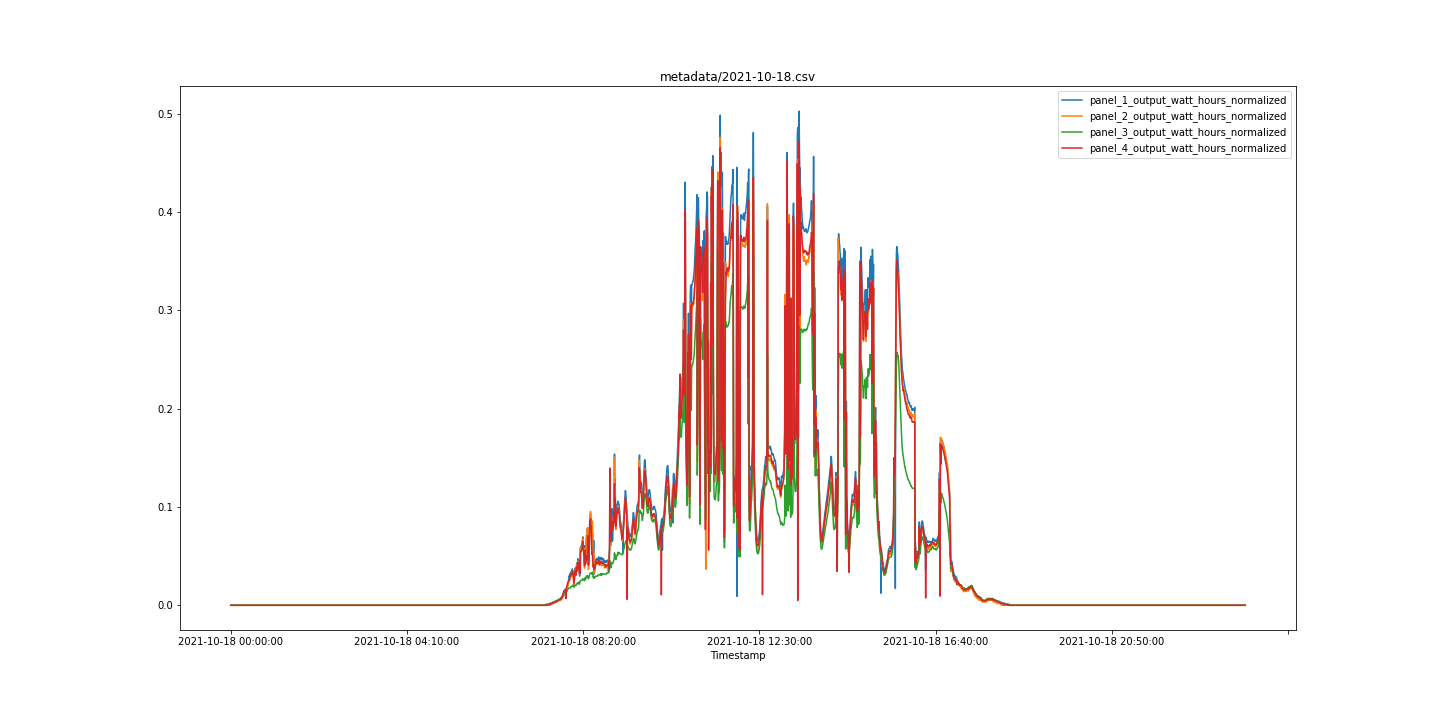 metadata/2021-10-18.csv
panel_1_output_watt_hours_normalized
panel_2_output_watt_hours_normalized
panel_3_output_watt_hours_normalized
panel_4_output_watt_hours_normalized
0.5
0.4
0.3
0.2
0.1
0.0
2021-10-18 00:00:00 2021-10-18 04:10:00 2021-10-18 08:20:00 2021-10-18 12:30:00 2021-10-18 16:40:00 2021-10-18 20:50:00
Timestamp